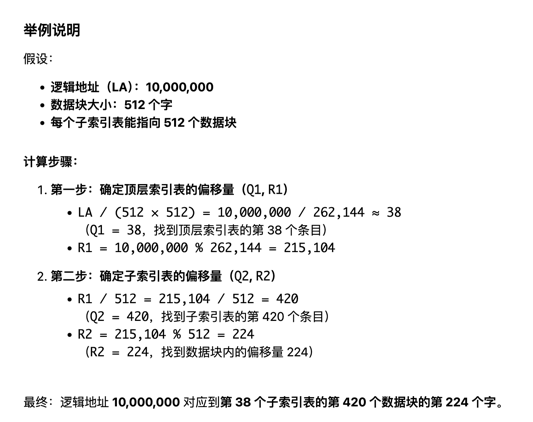 举例说明
假设：
• 逻辑地址（LA）：10,000,000
• 数据块大小：512 个字
• 每个子索引表能指向 512 个数据块
计算步骤：
1. 第一步：确定顶层索引表的偏移量（Q1, R1）
• LA / (512 × 512) = 10,000,000 / 262,144 ≈ 38
（Q1 = 38，找到顶层索引表的第 38 个条目）
• R1 = 10,000,000 % 262,144 = 215,104
2. 第二步：确定子索引表的偏移量（Q2, R2）
• R1 / 512 = 215,104 / 512 = 420
（Q2 = 420，找到子索引表的第 420 个条目）
• R2 = 215,104 % 512 = 224
（R2 = 224，找到数据块内的偏移量 224）
最终：逻辑地址 10,000,000 对应到第 38 个子索引表的第 420 个数据块的第 224 个字。